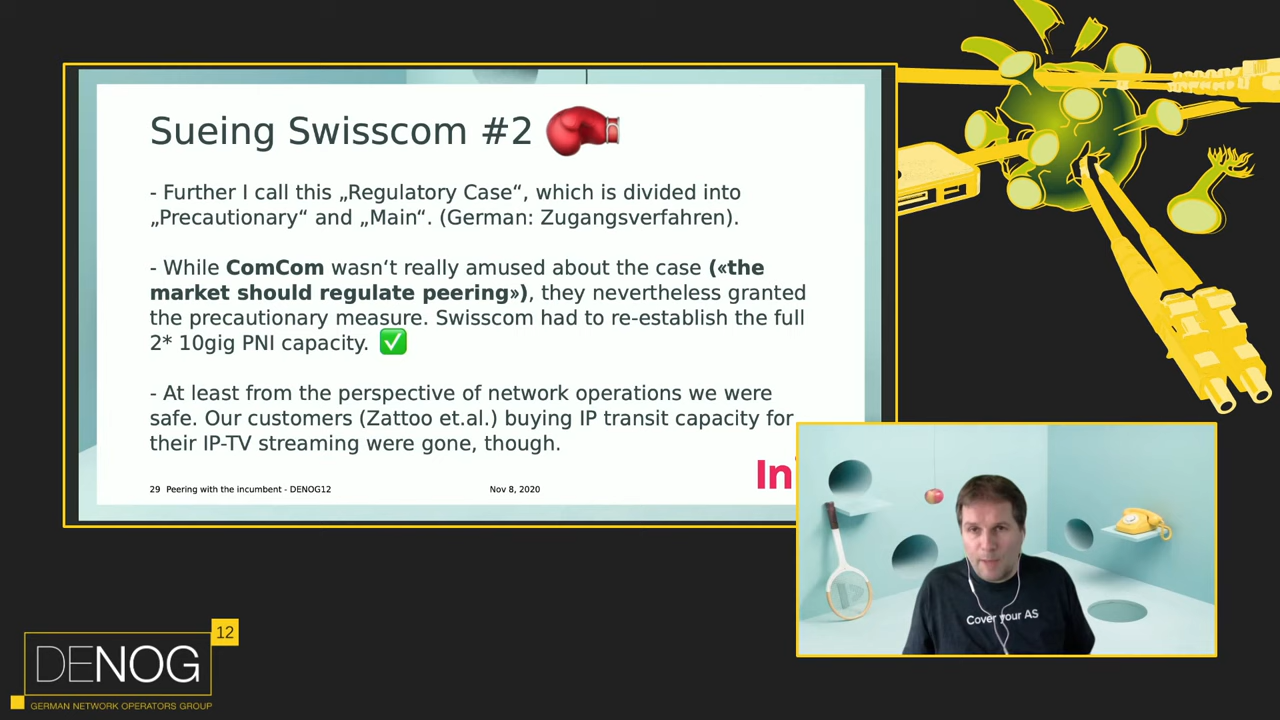 Sueing Swisscom #2
- Further I call this „Regulatory Case“, which is divided into
„Precautionary“ and „Main“. (German: Zugangsverfahren).
- While ComCom wasn‘t really amused about the case («the
market should regulate peering»), they nevertheless granted
the precautionary measure. Swisscom had to re-establish the full
2* 10gig PNI capacity.
- At least from the perspective of network operations we were
safe. Our customers (Zattoo et.al.) buying IP transit capacity for
their IP-TV streaming were gone, though.
29 Peering with the incumbent - DENOG12
Nov 8, 2020
In
Cover your AS
12
DENOG
GERMAN NETWORK OPERATORS GROUP